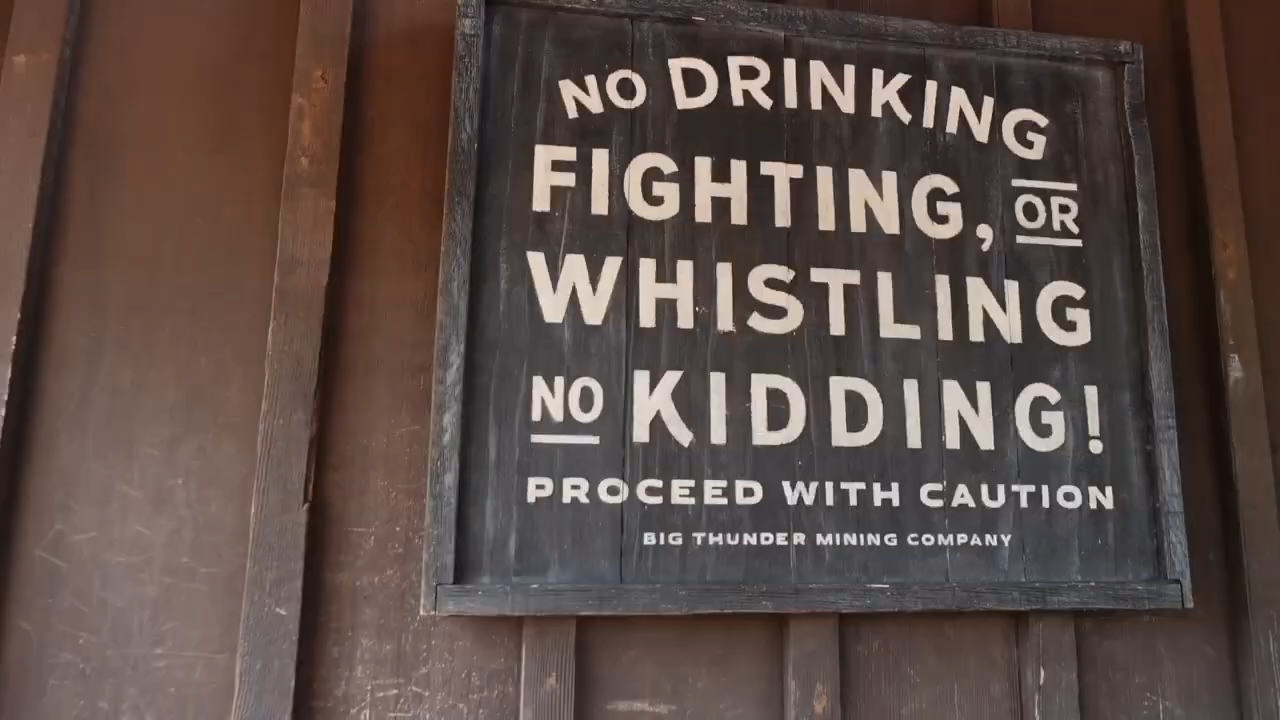 NO DRINKING
FIGHTING, OR
WHISTLING
NO KIDDING!
PROCEED WITH CAUTION
BIG THUNDER MINING COMPANY